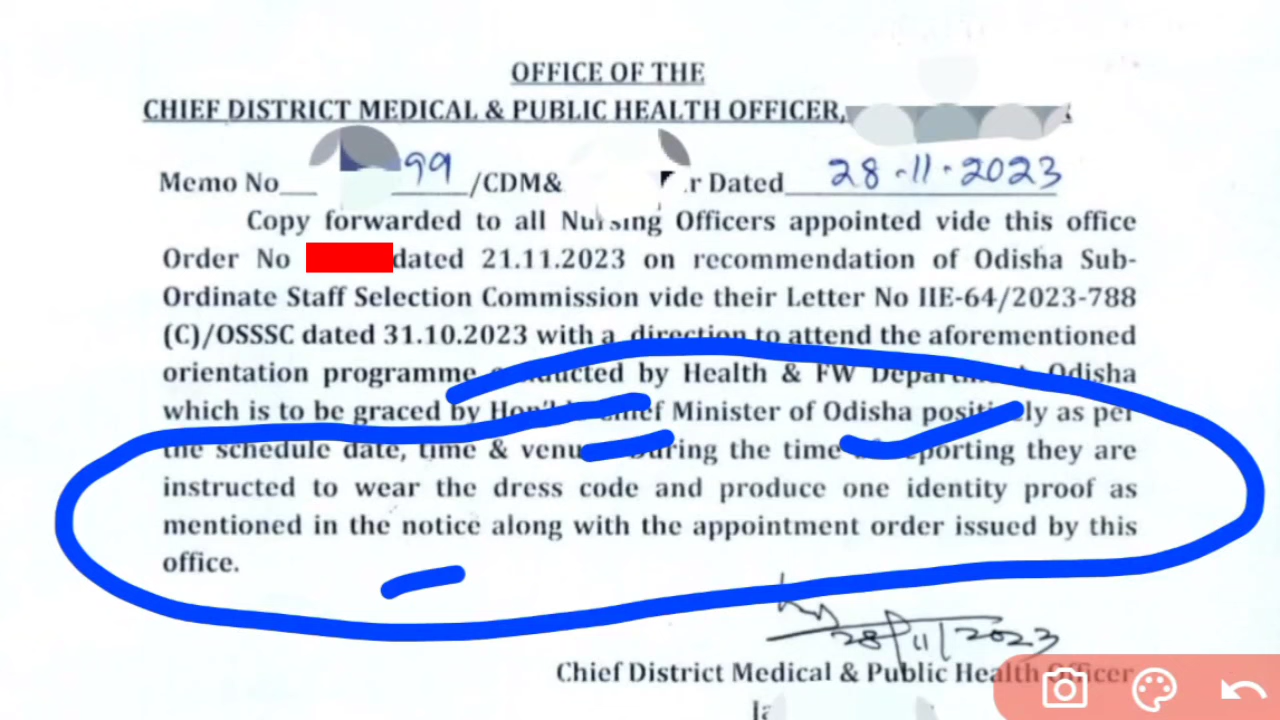 OFFICE OF THE
CHIEF DISTRICT MEDICAL & PUBLIC HEALTH OFFICER,
Memo No 99 /CDM& r Dated 28-11-2023
Copy forwarded to all Nursing Officers appointed vide this office
Order No dated 21.11.2023 on recommendation of Odisha Sub-
Ordinate Staff Selection Commission vide their Letter No IIE-64/2023-788
(C)/OSSSC dated 31.10.2023 with a direction to attend the aforementioned
orientation programme conducted by Health & FW Department, Odisha
which is to be graced by Hon'ble Chief Minister of Odisha positively as per
the schedule date, time & venue. During the time of reporting they are
instructed to wear the dress code and produce one identity proof as
mentioned in the notice along with the appointment order issued by this
office.
28/11/2023
Chief District Medical & Public Health Officer